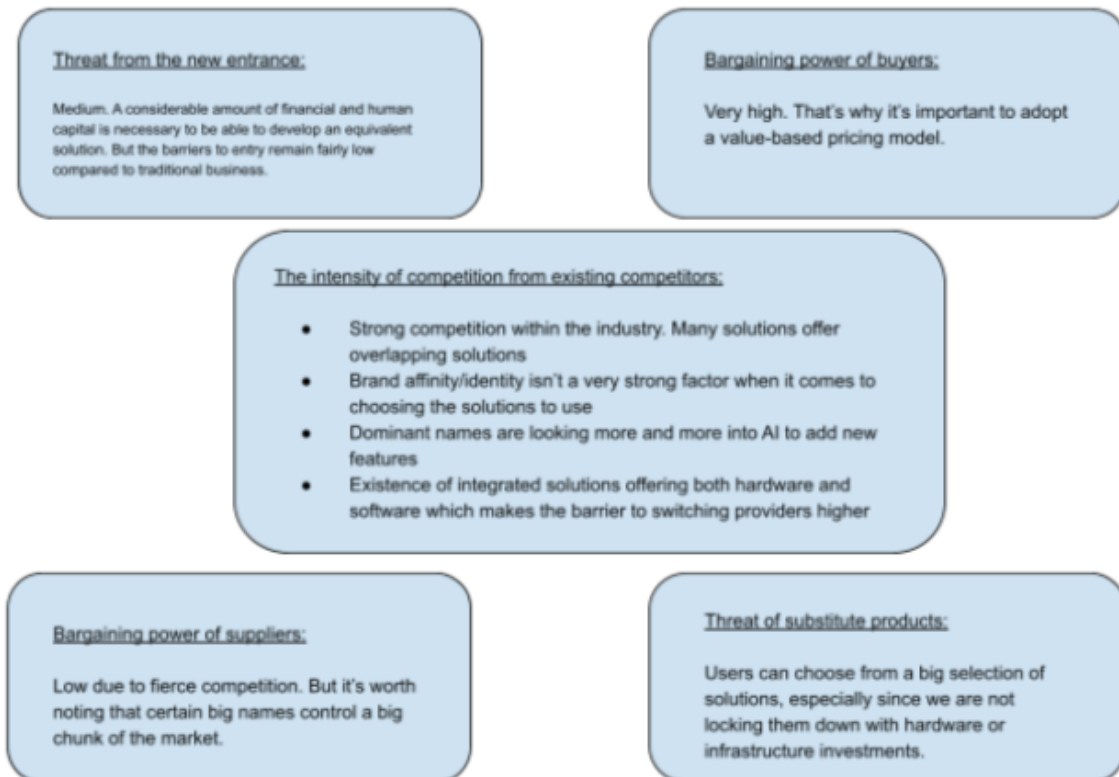 Threat from the new entrance:
Medium. A considerable amount of financial and human
capital is necessary to be able to develop an equivalent
solution. But the barriers to entry remain fairly low
compared to traditional business.
Bargaining power of buyers:
Very high. That's why it's important to adopt
a value-based pricing model.
The intensity of competition from existing competitors:
● Strong competition within the industry. Many solutions offer
overlapping solutions
● Brand affinity/identity isn't a very strong factor when it comes to
choosing the solutions to use
● Dominant names are looking more and more into AI to add new
features
● Existence of integrated solutions offering both hardware and
software which makes the barrier to switching providers higher
Bargaining power of suppliers:
Low due to fierce competition. But it's worth
noting that certain big names control a big
chunk of the market.
Threat of substitute products:
Users can choose from a big selection of
solutions, especially since we are not
locking them down with hardware or
infrastructure investments.